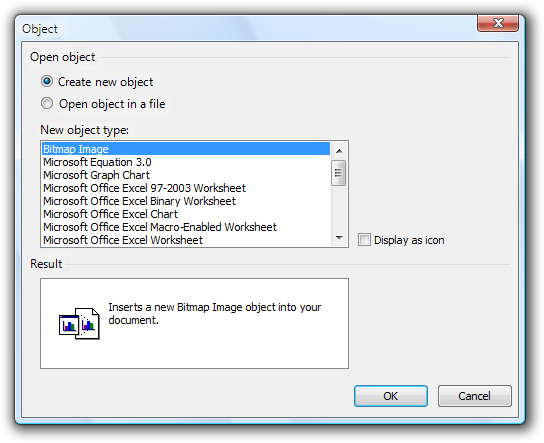 Object
Open object
Create new object
Open object in a file
New object type:
Bitmap Image
Microsoft Equation 3.0
Microsoft Graph Chart
Microsoft Office Excel 97-2003 Worksheet
Microsoft Office Excel Binary Worksheet
Microsoft Office Excel Chart
Microsoft Office Excel Macro-Enabled Worksheet
Microsoft Office Excel Worksheet
Display as icon
Result
Inserts a new Bitmap Image object into your
document.
OK
Cancel